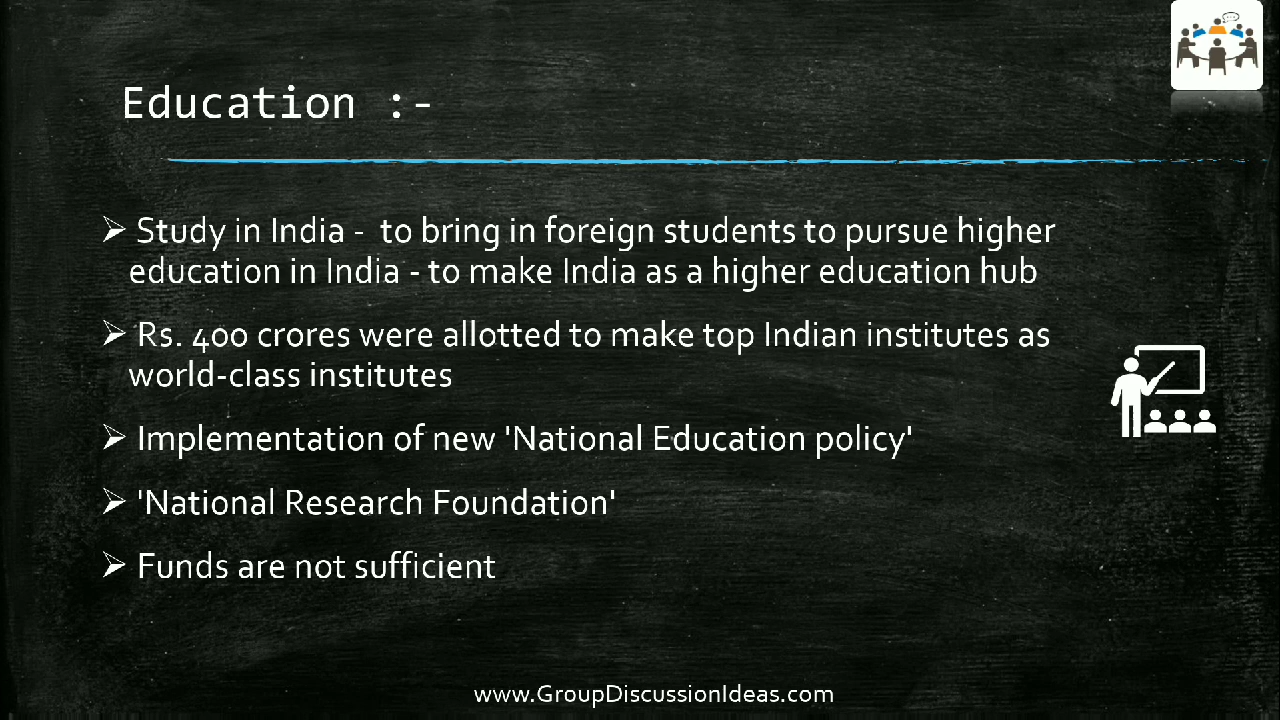 Education :-
➢ Study in India -  to bring in foreign students to pursue higher
education in India - to make India as a higher education hub
➢ Rs. 400 crores were allotted to make top Indian institutes as
world-class institutes
➢ Implementation of new 'National Education policy'
➢ 'National Research Foundation'
➢ Funds are not sufficient
www.GroupDiscussionIdeas.com